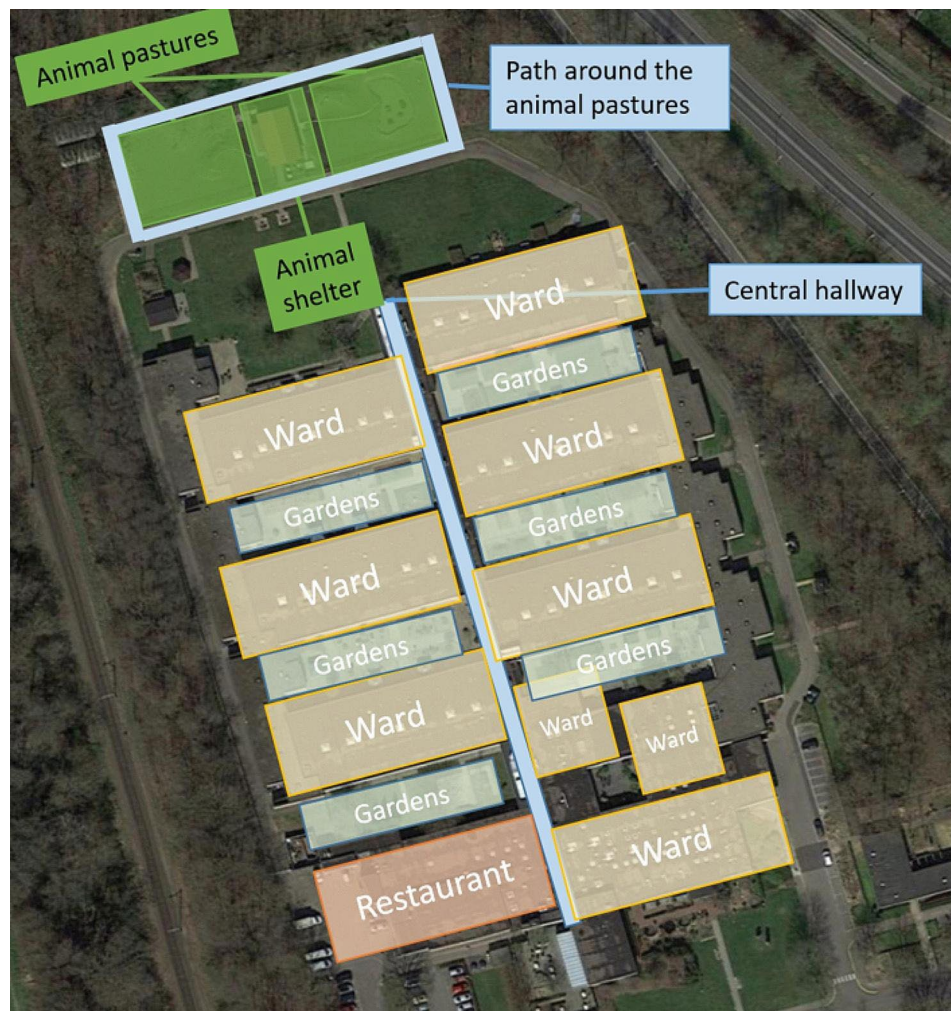 Animal pastures
Path around the
animal pastures
Animal
shelter
Central hallway
Ward
Gardens
Ward
Ward
Gardens
Gardens
Ward
Ward
Gardens
Gardens
Ward
Ward
Ward
Gardens
Ward
Restaurant